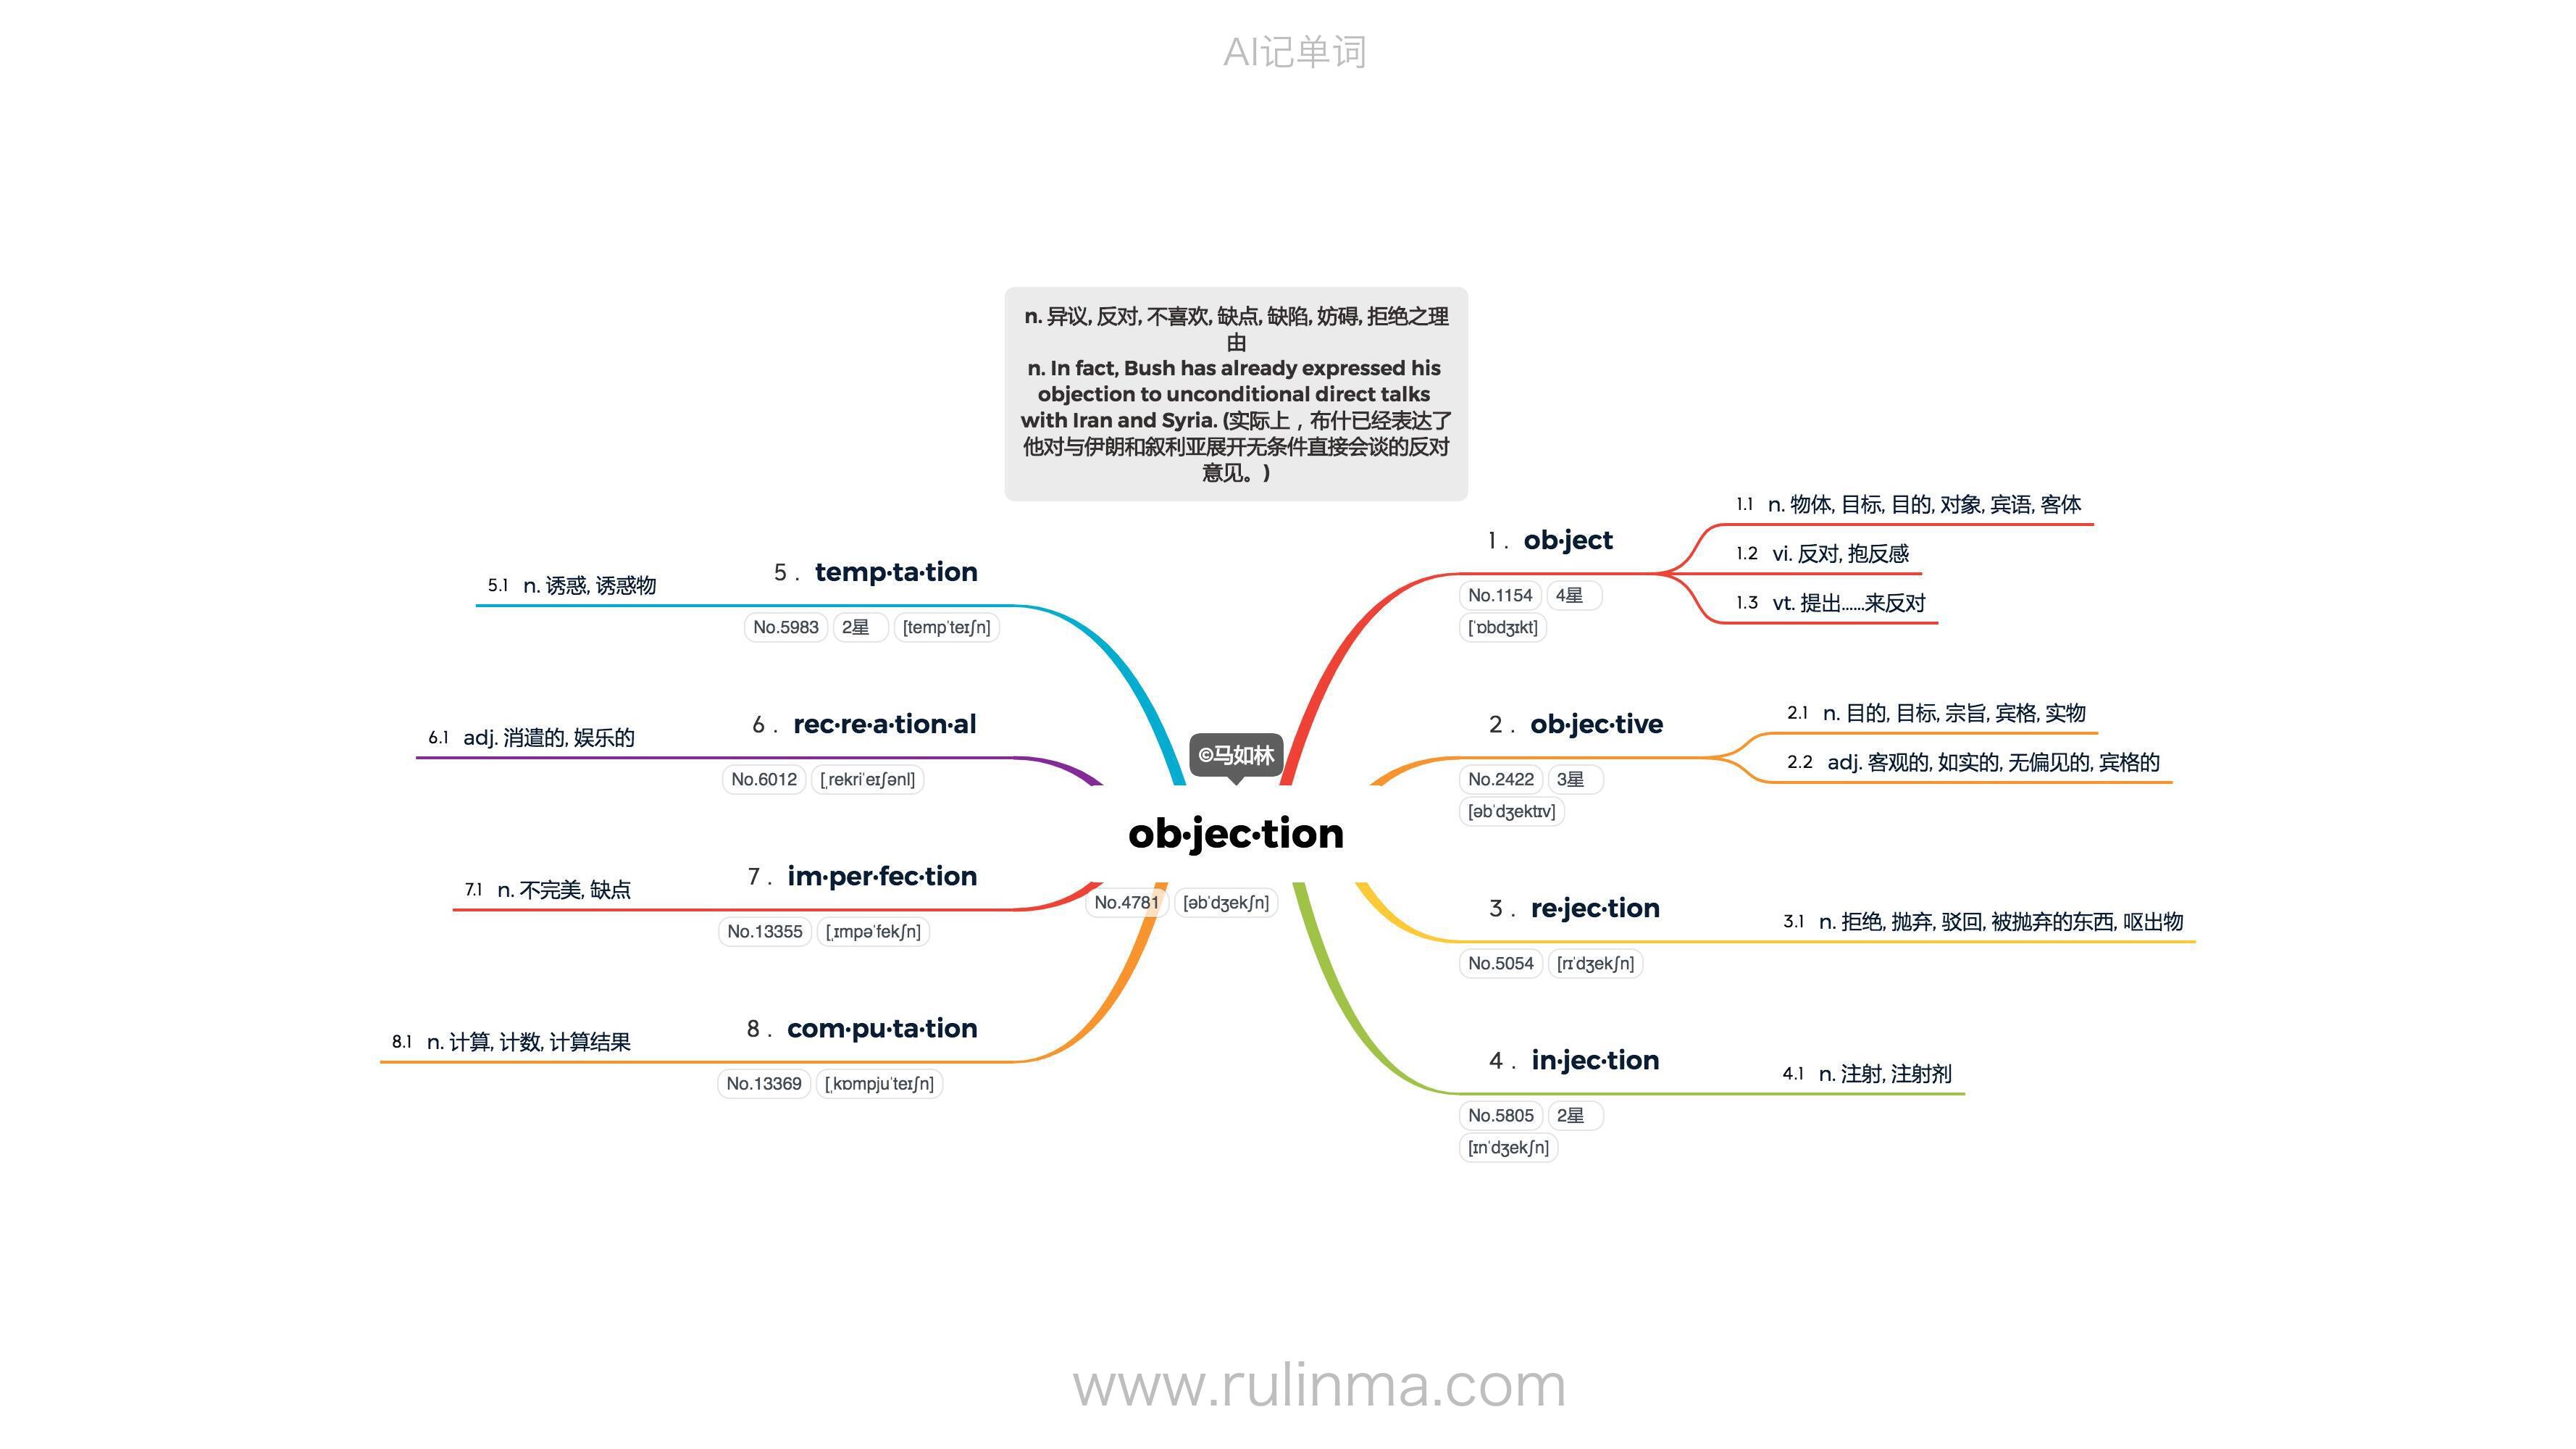 AI记单词
n. 异议, 反对, 不喜欢, 缺点, 缺陷, 妨碍, 拒绝之理
由
n. In fact, Bush has already expressed his
objection to unconditional direct talks
with Iran and Syria. (实际上，布什已经表达了
他对与伊朗和叙利亚展开无条件直接会谈的反对
意见。)
©马如林
ob·jec·tion
No.4781 [əbˈdʒekʃn]
1 . ob·ject
No.1154 4星
[ˈɒbdʒɪkt]
1.1 n. 物体, 目标, 目的, 对象, 宾语, 客体
1.2 vi. 反对, 抱反感
1.3 vt. 提出……来反对
2 . ob·jec·tive
No.2422 3星
[əbˈdʒektɪv]
2.1 n. 目的, 目标, 宗旨, 宾格, 实物
2.2 adj. 客观的, 如实的, 无偏见的, 宾格的
3 . re·jec·tion
No.5054 [rɪˈdʒekʃn]
3.1 n. 拒绝, 抛弃, 驳回, 被抛弃的东西, 呕出物
4 . in·jec·tion
No.5805 2星
[ɪnˈdʒekʃn]
4.1 n. 注射, 注射剂
5 . temp·ta·tion
No.5983 2星 [tempˈteɪʃn]
5.1 n. 诱惑, 诱惑物
6 . rec·re·a·tion·al
No.6012 [ˌrekriˈeɪʃənl]
6.1 adj. 消遣的, 娱乐的
7 . im·per·fec·tion
No.13355 [ˌɪmpəˈfekʃn]
7.1 n. 不完美, 缺点
8 . com·pu·ta·tion
No.13369 [ˌkɒmpjuˈteɪʃn]
8.1 n. 计算, 计数, 计算结果
www.rulinma.com